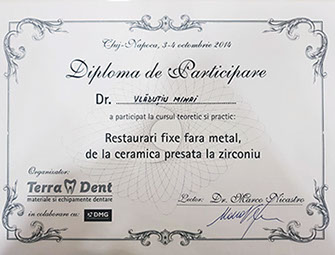 Cluj-Napoca, 3-4 octombrie 2014
Diploma de Participare
Dr. VLĂDUȚIU MIHAI
a participat la cursul teoretic si practic:
Restaurari fixe fara metal,
de la ceramica presata la zirconiu
Organizator:
Terra Dent
materiale si echipamente dentare
in colaborare cu: DMG
Lector: Dr. Marco Nicastro